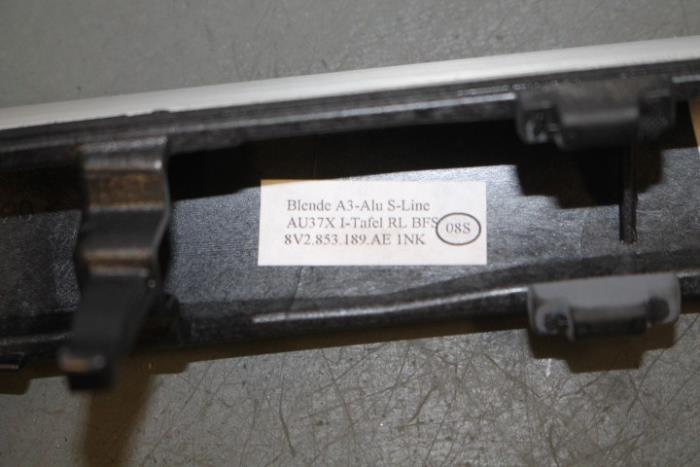 Blende A3-Alu S-Line
AU37X I-Tafel RL BFS 08S
8V2.853.189.AE 1NK